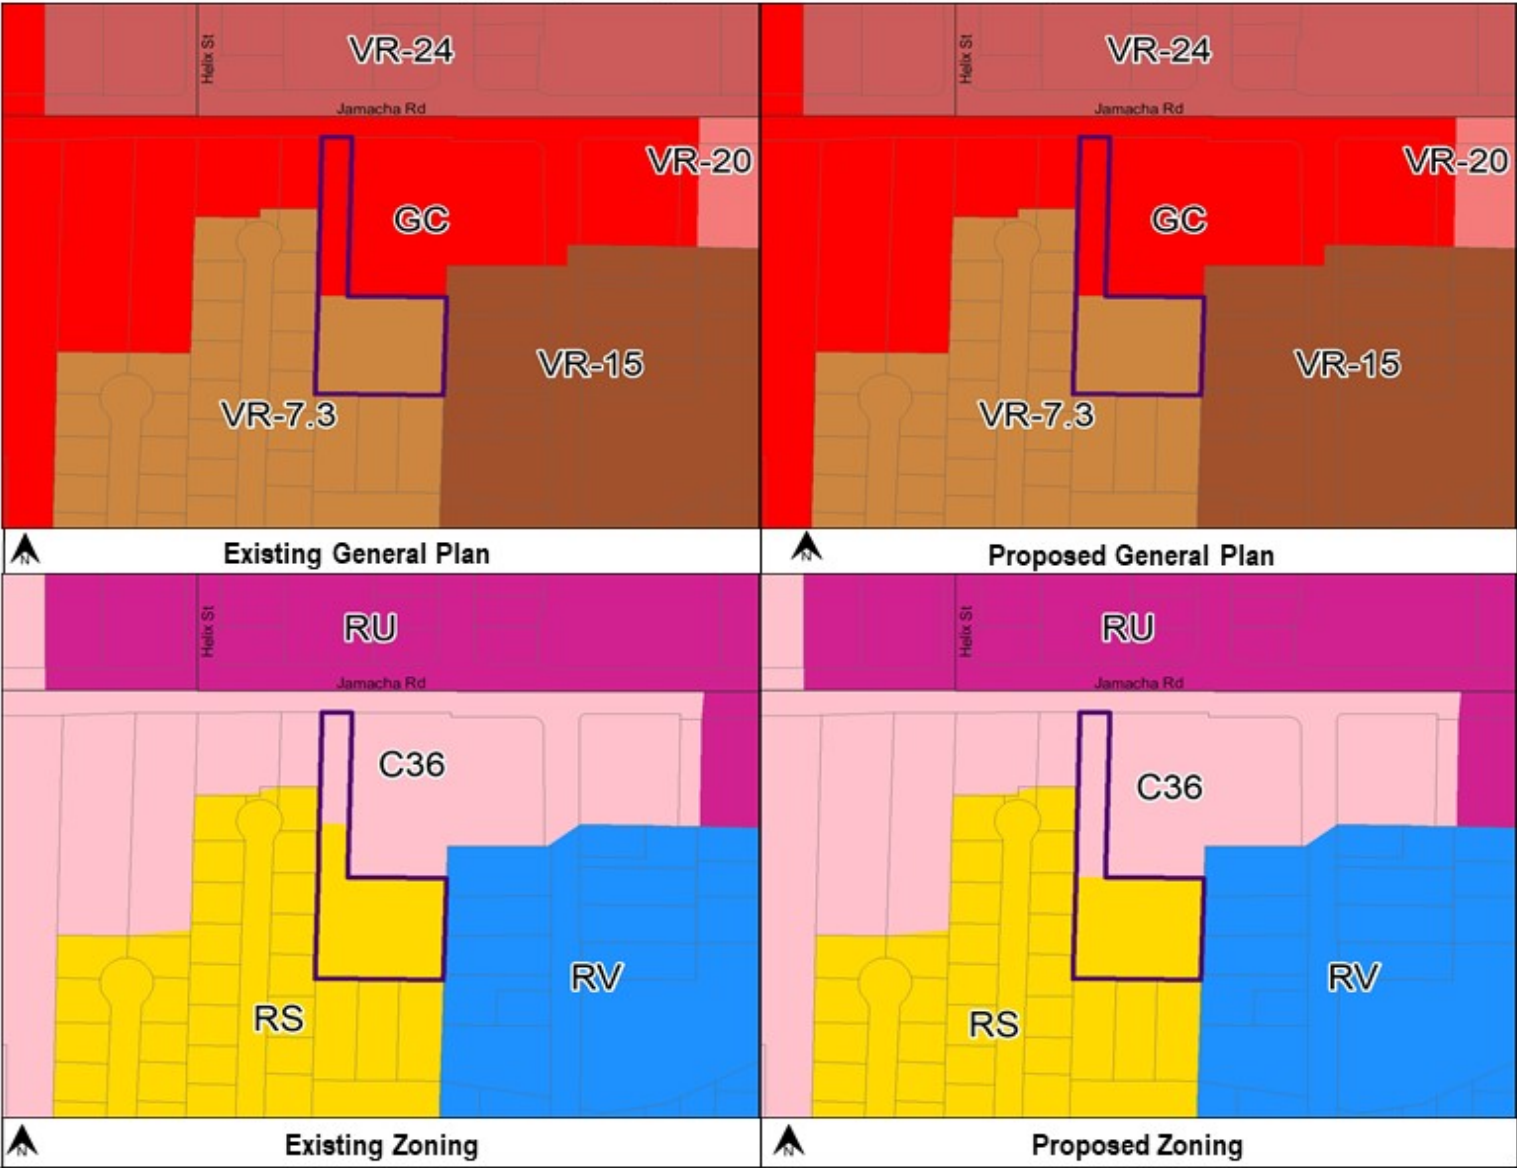 VR-24
Helix St
Jamacha Rd
VR-20
GC
VR-15
VR-7.3
N
Existing General Plan
VR-24
Helix St
Jamacha Rd
VR-20
GC
VR-15
VR-7.3
N
Proposed General Plan
RU
Helix St
Jamacha Rd
C36
RV
RS
N
Existing Zoning
RU
Helix St
Jamacha Rd
C36
RV
RS
N
Proposed Zoning